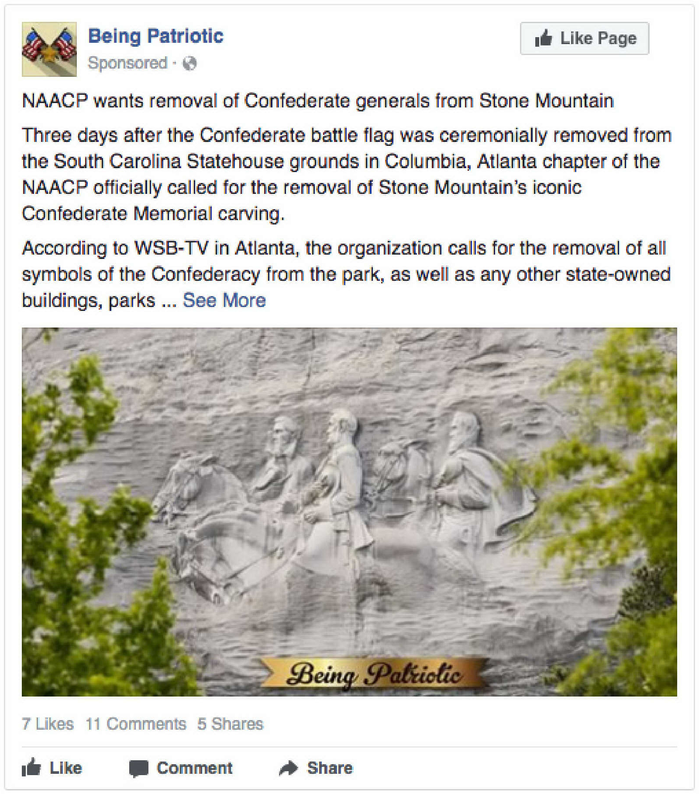 Being Patriotic
Like Page
Sponsored ·
NAACP wants removal of Confederate generals from Stone Mountain
Three days after the Confederate battle flag was ceremonially removed from
the South Carolina Statehouse grounds in Columbia, Atlanta chapter of the
NAACP officially called for the removal of Stone Mountain's iconic
Confederate Memorial carving.
According to WSB-TV in Atlanta, the organization calls for the removal of all
symbols of the Confederacy from the park, as well as any other state-owned
buildings, parks ... See More
Being Patriotic
7 Likes 11 Comments 5 Shares
Like Comment Share